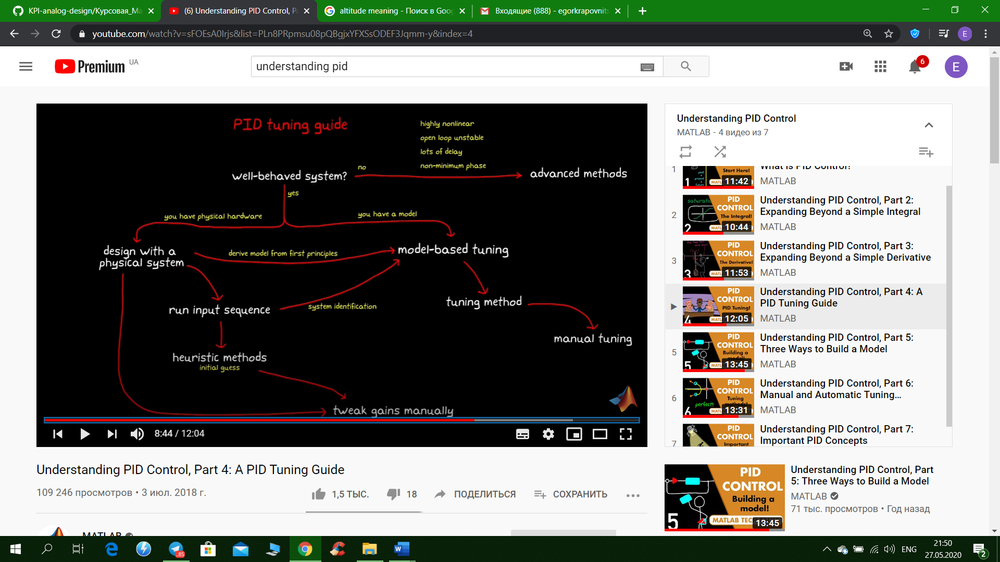 KPI-analog-design/Курсовая_Ма
(6) Understanding PID Control, Pa
altitude meaning - Поиск в Goog
Входящие (888) - egorkrapovnits
youtube.com/watch?v=sFOEsA0Irjs&list=PLn8PRpmsu08pQBgjxYFXSsODEF3Jqmm-y&index=4
E
Premium UA
understanding pid
6
E
PID tuning guide
highly nonlinear
open loop unstable
lots of delay
non-minimum phase
well-behaved system?
no
advanced methods
yes
you have physical hardware
you have a model
design with a
physical system
derive model from first principles
model-based tuning
run input sequence
system identification
tuning method
manual tuning
heuristic methods
initial guess
tweak gains manually
8:44 / 12:04
Understanding PID Control
MATLAB - 4 видео из 7
1
Start Here!
1
11:42
What is PID Control?
MATLAB
2
PID
CONTROL
The Integral!
2
10:44
Understanding PID Control, Part 2:
Expanding Beyond a Simple Integral
MATLAB
3
PID
CONTROL
The Derivative!
3
11:53
Understanding PID Control, Part 3:
Expanding Beyond a Simple Derivative
MATLAB
PID
CONTROL
PID Tuning!
4
12:05
Understanding PID Control, Part 4: A
PID Tuning Guide
MATLAB
5
PID
CONTROL
Building a
model!
5
13:45
Understanding PID Control, Part 5:
Three Ways to Build a Model
MATLAB
6
PID
CONTROL
Tuning
methods!
perfect!
6
13:31
Understanding PID Control, Part 6:
Manual and Automatic Tuning...
MATLAB
7
PID
CONTROL
Important
Understanding PID Control, Part 7:
Important PID Concepts
Understanding PID Control, Part 4: A PID Tuning Guide
109 246 просмотров • 3 июл. 2018 г.
1,5 ТЫС.
18
ПОДЕЛИТЬСЯ
СОХРАНИТЬ
MATLAB
PID
CONTROL
Building a
model!
5
MATLAB TEC
13:45
Understanding PID Control, Part
5: Three Ways to Build a Model
MATLAB
71 тыс. просмотров • Год назад
85
ENG
21:50
27.05.2020
2